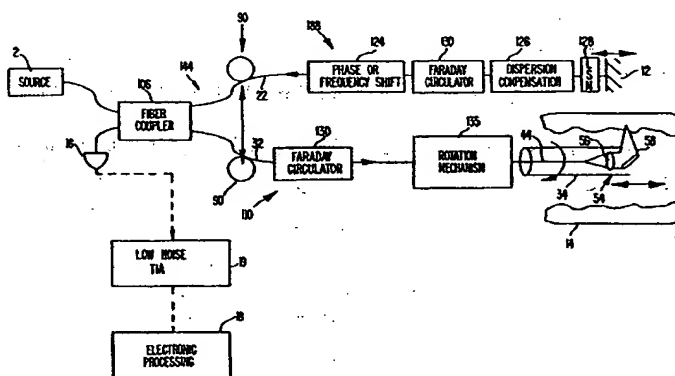 90
188
2
SOURCE
144
106
FIBER
COUPLER
22
124
PHASE OR
FREQUENCY SHIFT
130
FARADAY
CIRCULATOR
126
DISPERSION
COMPENSATION
128
12
16
32
90
110
130
FARADAY
CIRCULATOR
135
ROTATION
MECHANISM
44
56
58
34
54
14
LOW NOISE
TIA
19
18
ELECTRONIC
PROCESSING